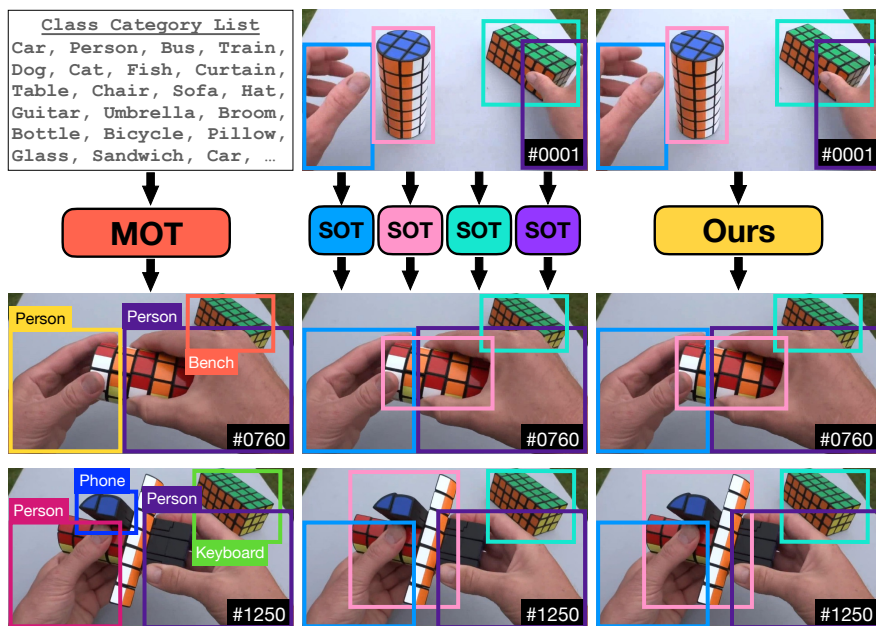 Class Category List
Car, Person, Bus, Train,
Dog, Cat, Fish, Curtain,
Table, Chair, Sofa, Hat,
Guitar, Umbrella, Broom,
Bottle, Bicycle, Pillow,
Glass, Sandwich, Car, …
#0001
#0001
MOT
SOT
SOT
SOT
SOT
Ours
Person
Person
Bench
#0760
#0760
#0760
Phone
Person
Person
Keyboard
#1250
#1250
#1250